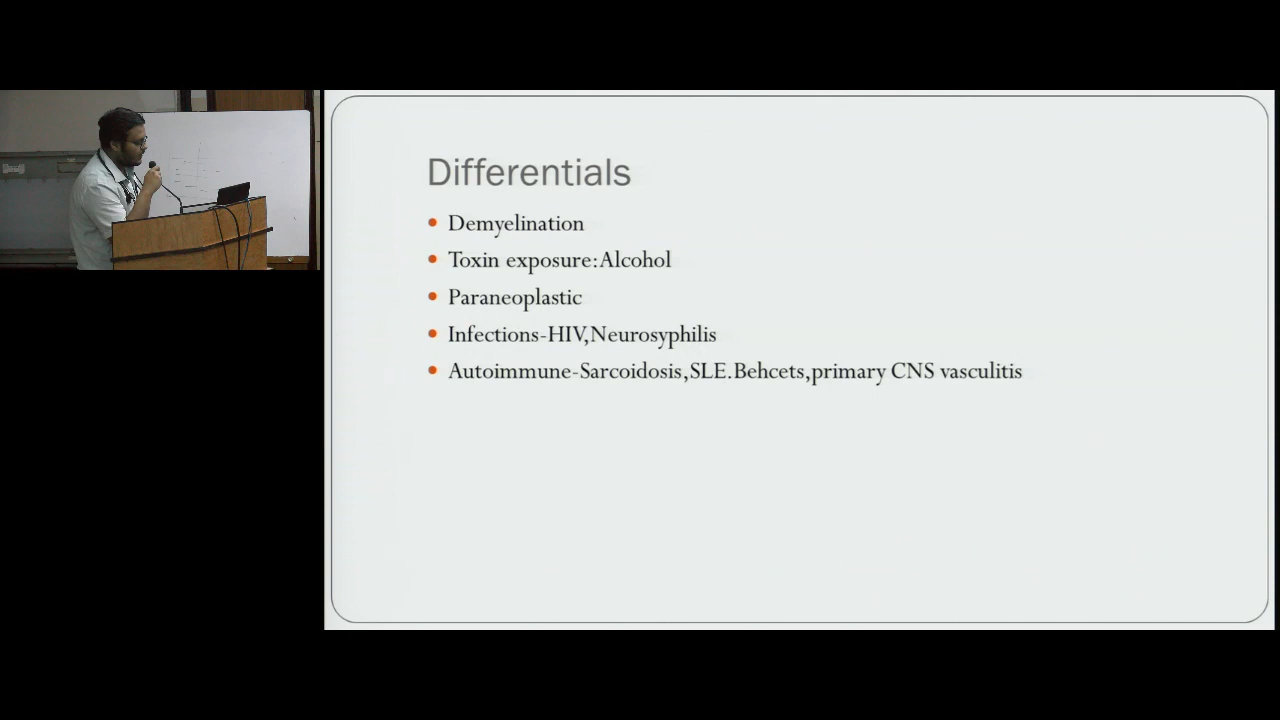 Differentials
Demyelination
Toxin exposure:Alcohol
Paraneoplastic
Infections-HIV,Neurosyphilis
Autoimmune-Sarcoidosis,SLE.Behcets,primary CNS vasculitis